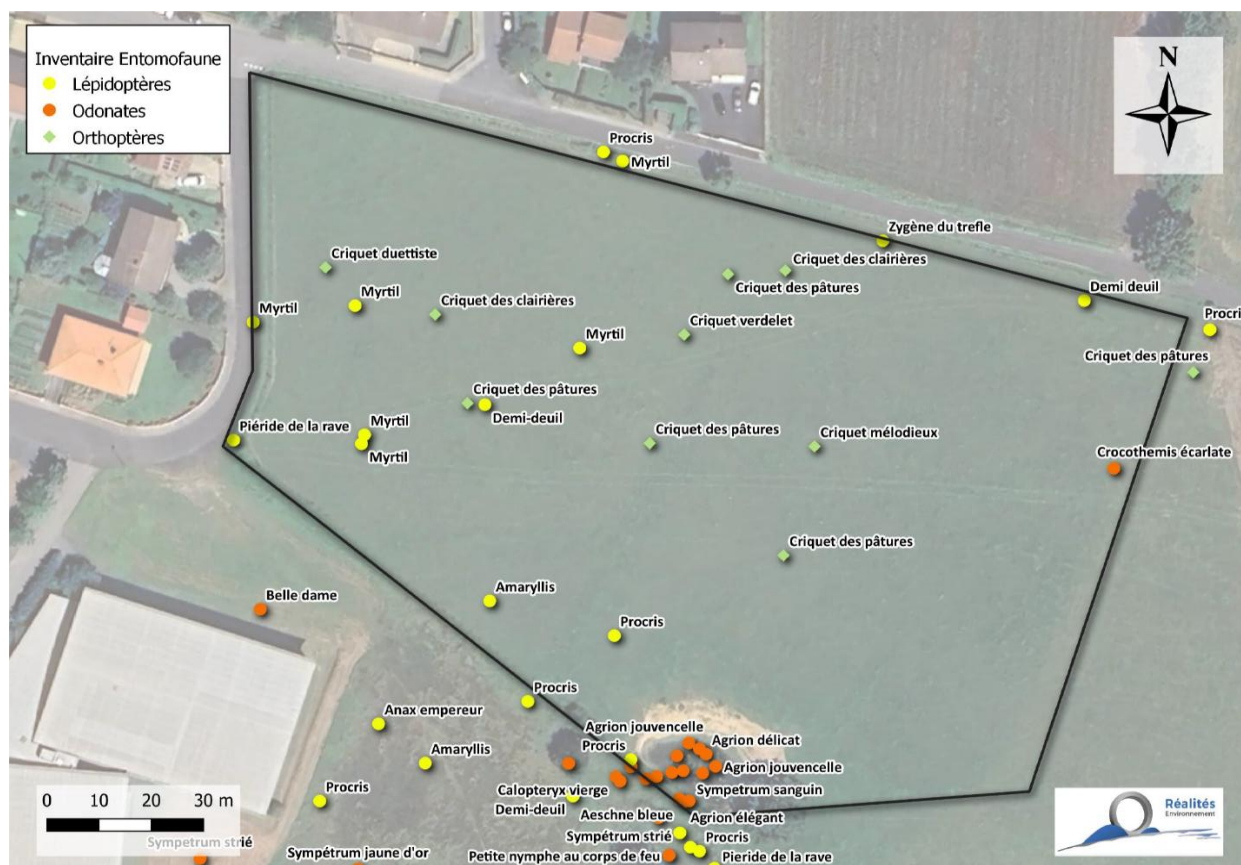 Inventaire Entomofaune
Lépidoptères
Odonates
Orthoptères
N
Procris
Myrtil
Zygène du trefle
Criquet duettiste
Criquet des clairières
Criquet des pâtures
Demi deuil
Myrtil
Myrtil
Criquet des clairières
Criquet verdelet
Procris
Myrtil
Criquet des pâtures
Criquet des pâtures
Demi-deuil
Piéride de la rave
Myrtil
Myrtil
Criquet des pâtures
Criquet mélodieux
Crocothemis écarlate
Criquet des pâtures
Belle dame
Amaryllis
Procris
Procris
Anax empereur
Agrion jouvencelle
Agrion délicat
Procris
Amaryllis
Agrion jouvencelle
Calopteryx vierge
Sympetrum sanguin
Procris
Demi-deuil
Aeschne bleue
Agrion élégant
0 10 20 30 m
Sympétrum strié
Procris
Sympetrum strié
Sympétrum jaune d'or
Petite nymphe au corps de feu
Pieride de la rave
Réalités
Environnement